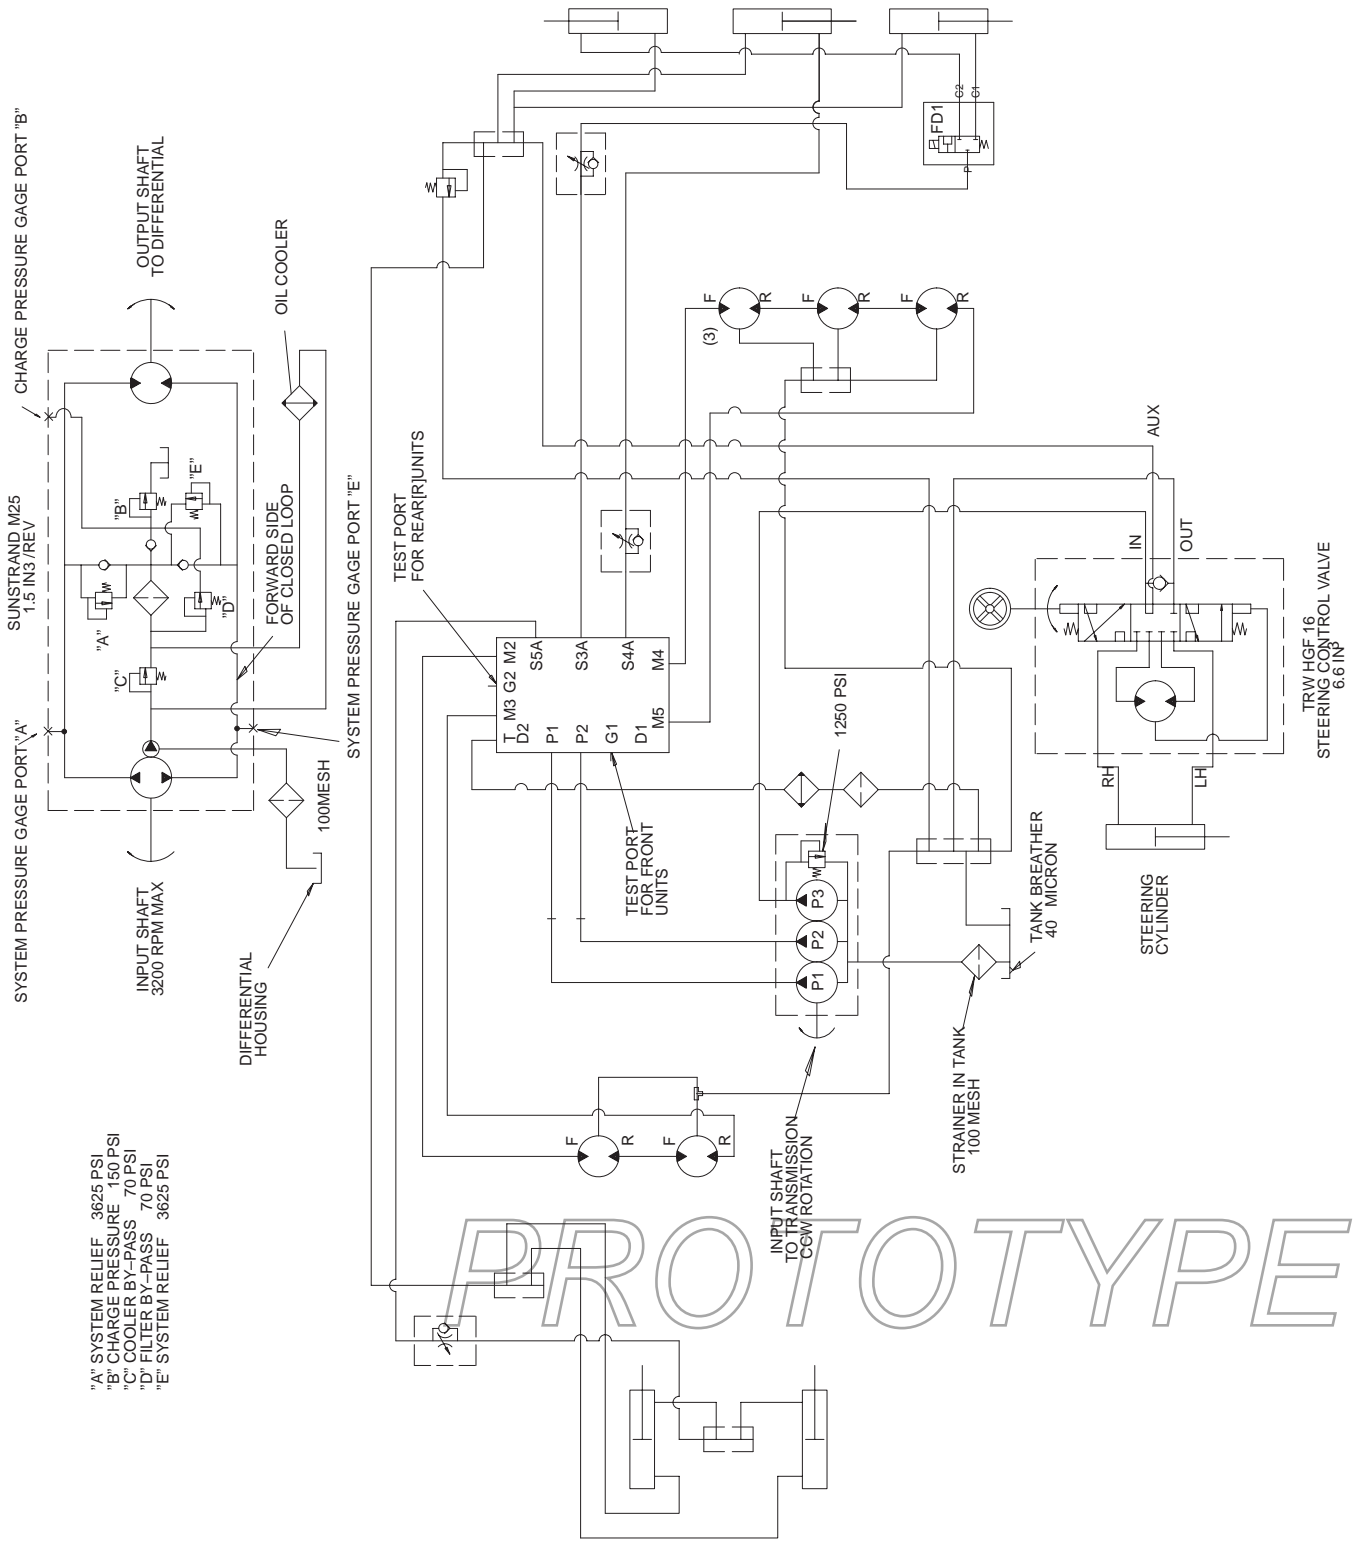 SUNSTRAND M25
1.5 IN3 /REV
CHARGE PRESSURE GAGE PORT "B"
OUTPUT SHAFT
TO DIFFERENTIAL
OIL COOLER
"B"
"E"
"A"
"D"
"C"
FORWARD SIDE
OF CLOSED LOOP
SYSTEM PRESSURE GAGE PORT "A"
SYSTEM PRESSURE GAGE PORT "E"
INPUT SHAFT
3200 RPM MAX
100MESH
DIFFERENTIAL
HOUSING
"A" SYSTEM RELIEF 3625 PSI
"B" CHARGE PRESSURE 150 PSI
"C" COOLER BY–PASS 70 PSI
"D" FILTER BY–PASS 70 PSI
"E" SYSTEM RELIEF 3625 PSI
FD1
C2
C1
P
TEST PORT
FOR REAR[R]UNITS
(3)
F
R
F
R
F
R
M2
G2
M3
D2
T
S5A
S3A
S4A
M4
M5
P1
P2
G1
D1
TEST PORT
FOR FRONT
UNITS
1250 PSI
P3
P2
P1
AUX
IN
OUT
TRW HGF 16
STEERING CONTROL VALVE
6.6 IN3
RH
LH
STEERING
CYLINDER
TANK BREATHER
40 MICRON
STRAINER IN TANK
100 MESH
INPUT SHAFT
TO TRANSMISSION
CCW ROTATION
F
R
F
R
PROTOTYPE